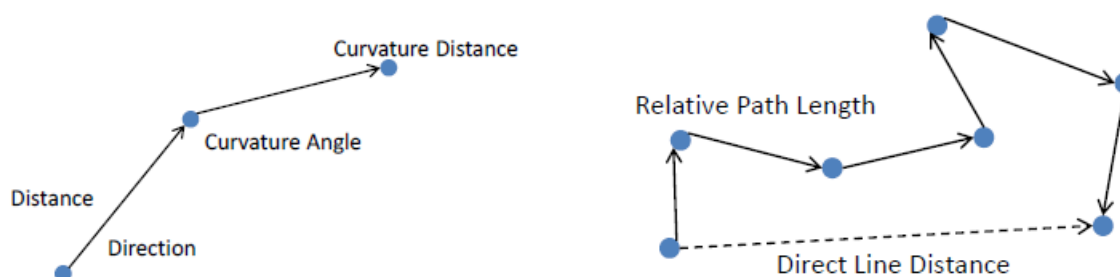 Curvature Distance
Curvature Angle
Distance
Direction
Relative Path Length
Direct Line Distance